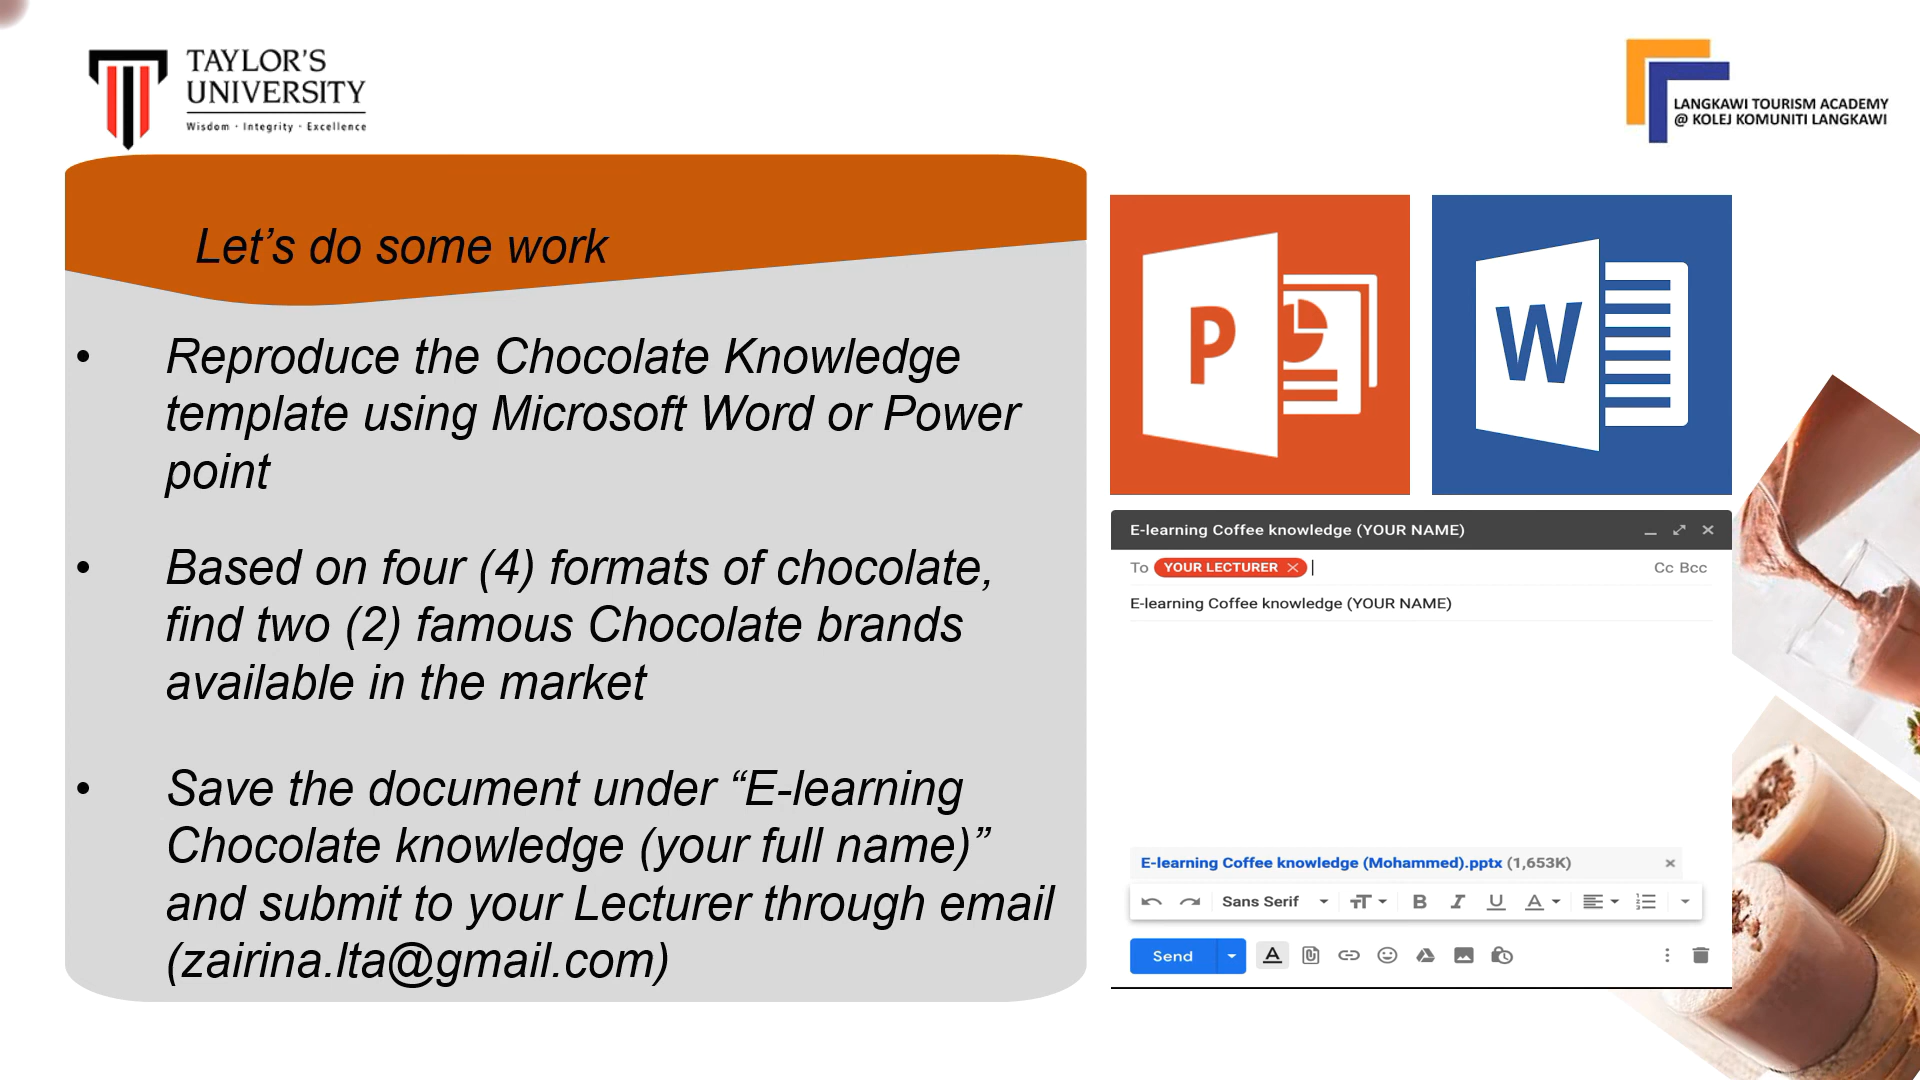 TAYLOR'S
UNIVERSITY
Wisdom · Integrity · Excellence
LANGKAWI TOURISM ACADEMY
@ KOLEJ KOMUNITI LANGKAWI
Let’s do some work
• Reproduce the Chocolate Knowledge
template using Microsoft Word or Power
point
• Based on four (4) formats of chocolate,
find two (2) famous Chocolate brands
available in the market
• Save the document under “E-learning
Chocolate knowledge (your full name)”
and submit to your Lecturer through email
(zairina.lta@gmail.com)
P
W
E-learning Coffee knowledge (YOUR NAME)
To YOUR LECTURER Cc Bcc
E-learning Coffee knowledge (YOUR NAME)
E-learning Coffee knowledge (Mohammed).pptx (1,653K)
Sans Serif TT B I U A
Send A